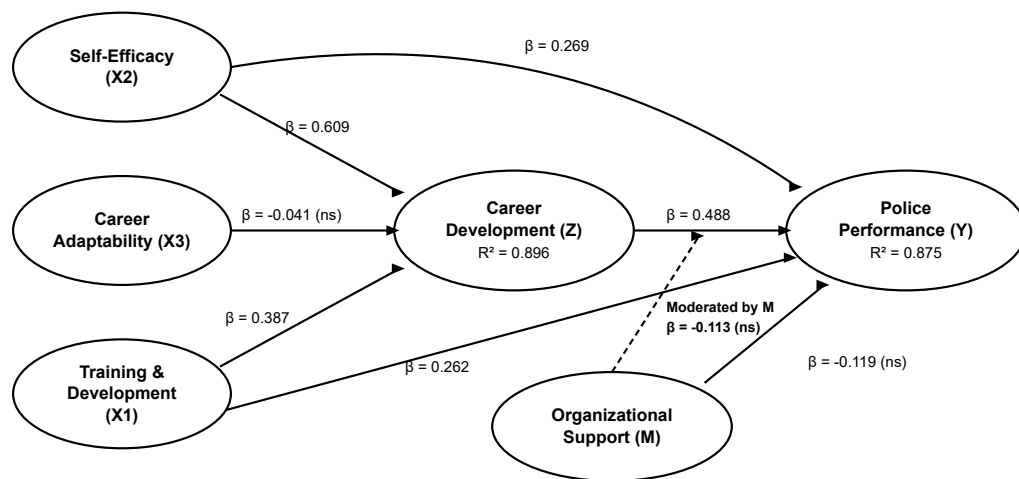 Self-Efficacy
(X2)
β = 0.269
β = 0.609
Career
Adaptability (X3)
β = -0.041 (ns)
Career
Development (Z)
R² = 0.896
β = 0.488
Police
Performance (Y)
R² = 0.875
Moderated by M
β = -0.113 (ns)
β = 0.387
β = 0.262
β = -0.119 (ns)
Training &
Development
(X1)
Organizational
Support (M)